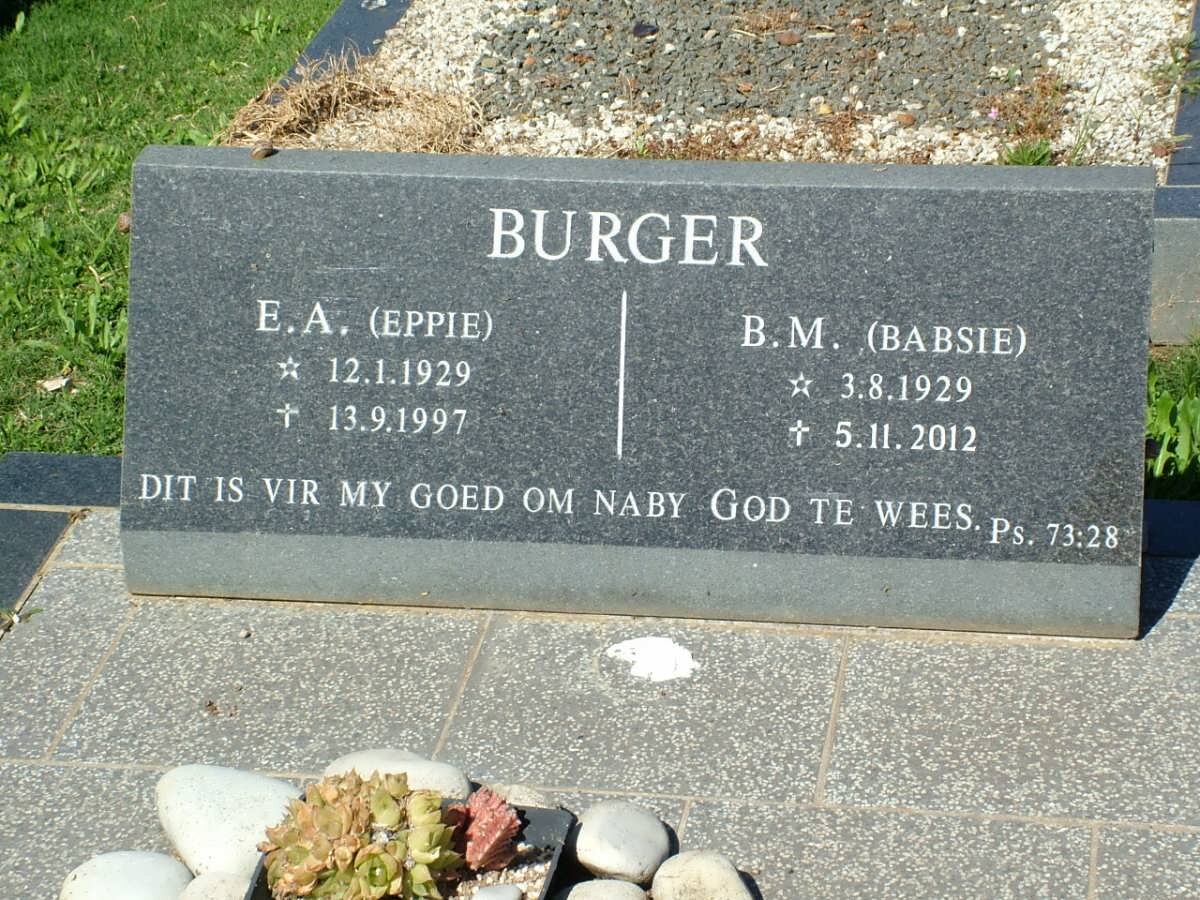 BURGER
E.A. (EPPIE)
☆ 12.1.1929
✝ 13.9.1997
B.M. (BABSIE)
☆ 3.8.1929
✝ 5.11.2012
DIT IS VIR MY GOED OM NABY GOD TE WEES. PS. 73:28